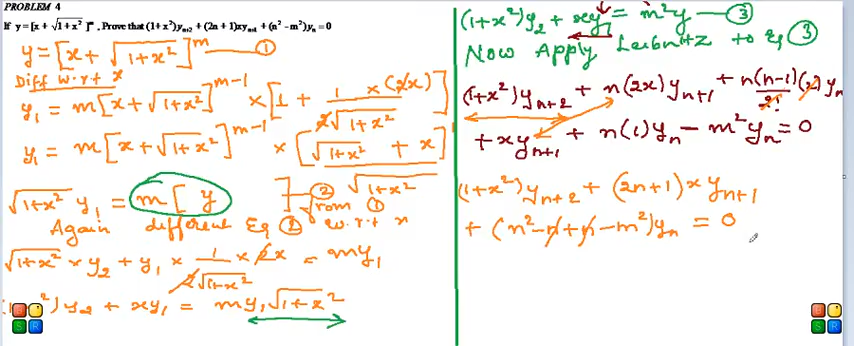 PROBLEM 4
If y = [x + √1+x² ]ᵐ , Prove that (1+ x²)yₙ₊₂ + (2n + 1)xyₙ₊₁ + (n² − m²)yₙ = 0
y = [x + √1+x²]ᵐ — ①
Diff w.r.t x
y₁ = m[x + √1+x²]ᵐ⁻¹ × [1 + 1/(2√1+x²) × (2x)]
y₁ = m[x + √1+x²]ᵐ⁻¹ × [(√1+x² + x)/√1+x²]
√1+x² y₁ = m[ y ] — ② from ①
Again different Eq ② w.r.t x
√1+x² × y₂ + y₁ × 1/(2√1+x²) × 2x = my₁
(1+x²) y₂ + xy₁ = my₁ √1+x²
(1+x²) y₂ + xy₁ = m²y — ③
Now Apply Leibnitz to Eq ③
(1+x²) yₙ₊₂ + n(2x) yₙ₊₁ + n(n-1)/2! (2) yₙ
+ xyₙ₊₁ + n(1)yₙ − m²yₙ = 0
(1+x²) yₙ₊₂ + (2n+1) x yₙ₊₁
+ (n² − n + n − m²) yₙ = 0
B
S R
B
S R